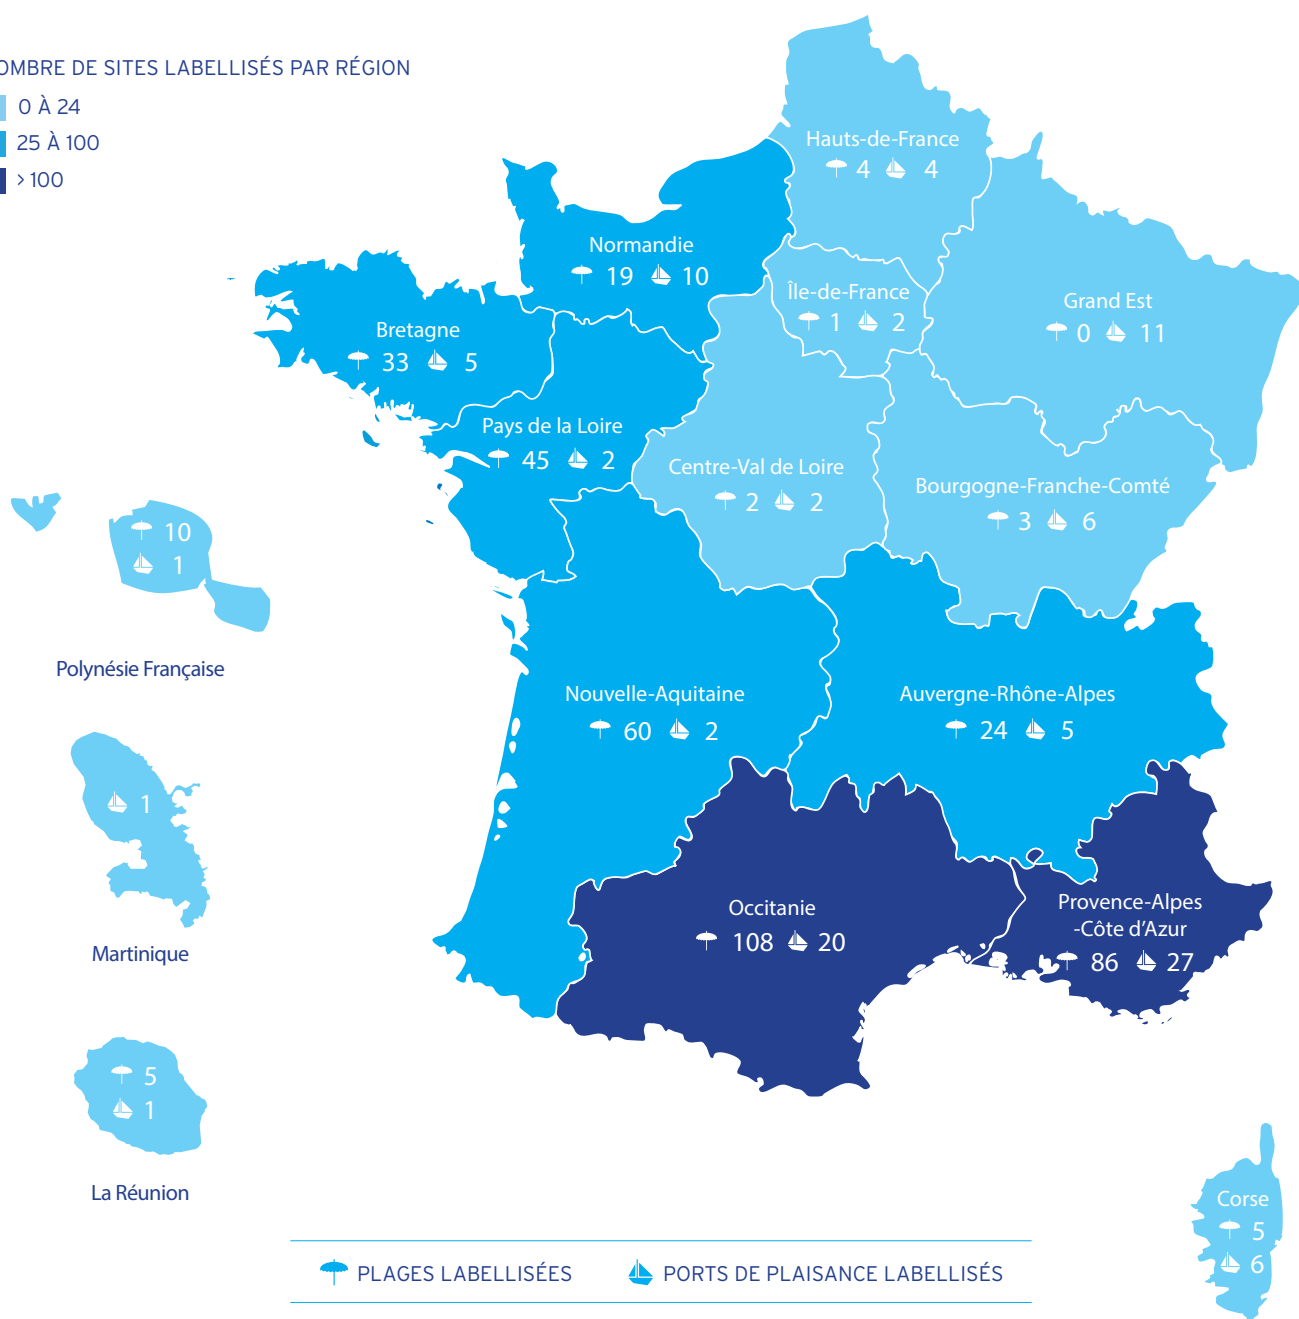 OMBRE DE SITES LABELLISÉS PAR RÉGION
0 À 24
25 À 100
> 100
Hauts-de-France
4 4
Normandie
19 10
Île-de-France
1 2
Grand Est
0 11
Bretagne
33 5
Pays de la Loire
45 2
Centre-Val de Loire
2 2
Bourgogne-Franche-Comté
3 6
10
1
Polynésie Française
Nouvelle-Aquitaine
60 2
Auvergne-Rhône-Alpes
24 5
1
Martinique
Occitanie
108 20
Provence-Alpes
-Côte d'Azur
86 27
5
1
La Réunion
Corse
5
6
PLAGES LABELLISÉES
PORTS DE PLAISANCE LABELLISÉS